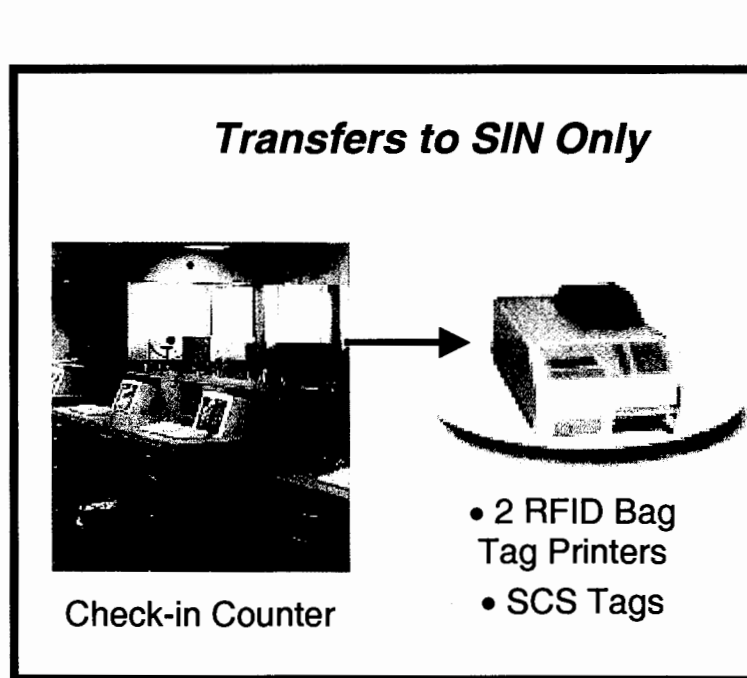 Transfers to SIN Only
Check-in Counter
• 2 RFID Bag
Tag Printers
• SCS Tags